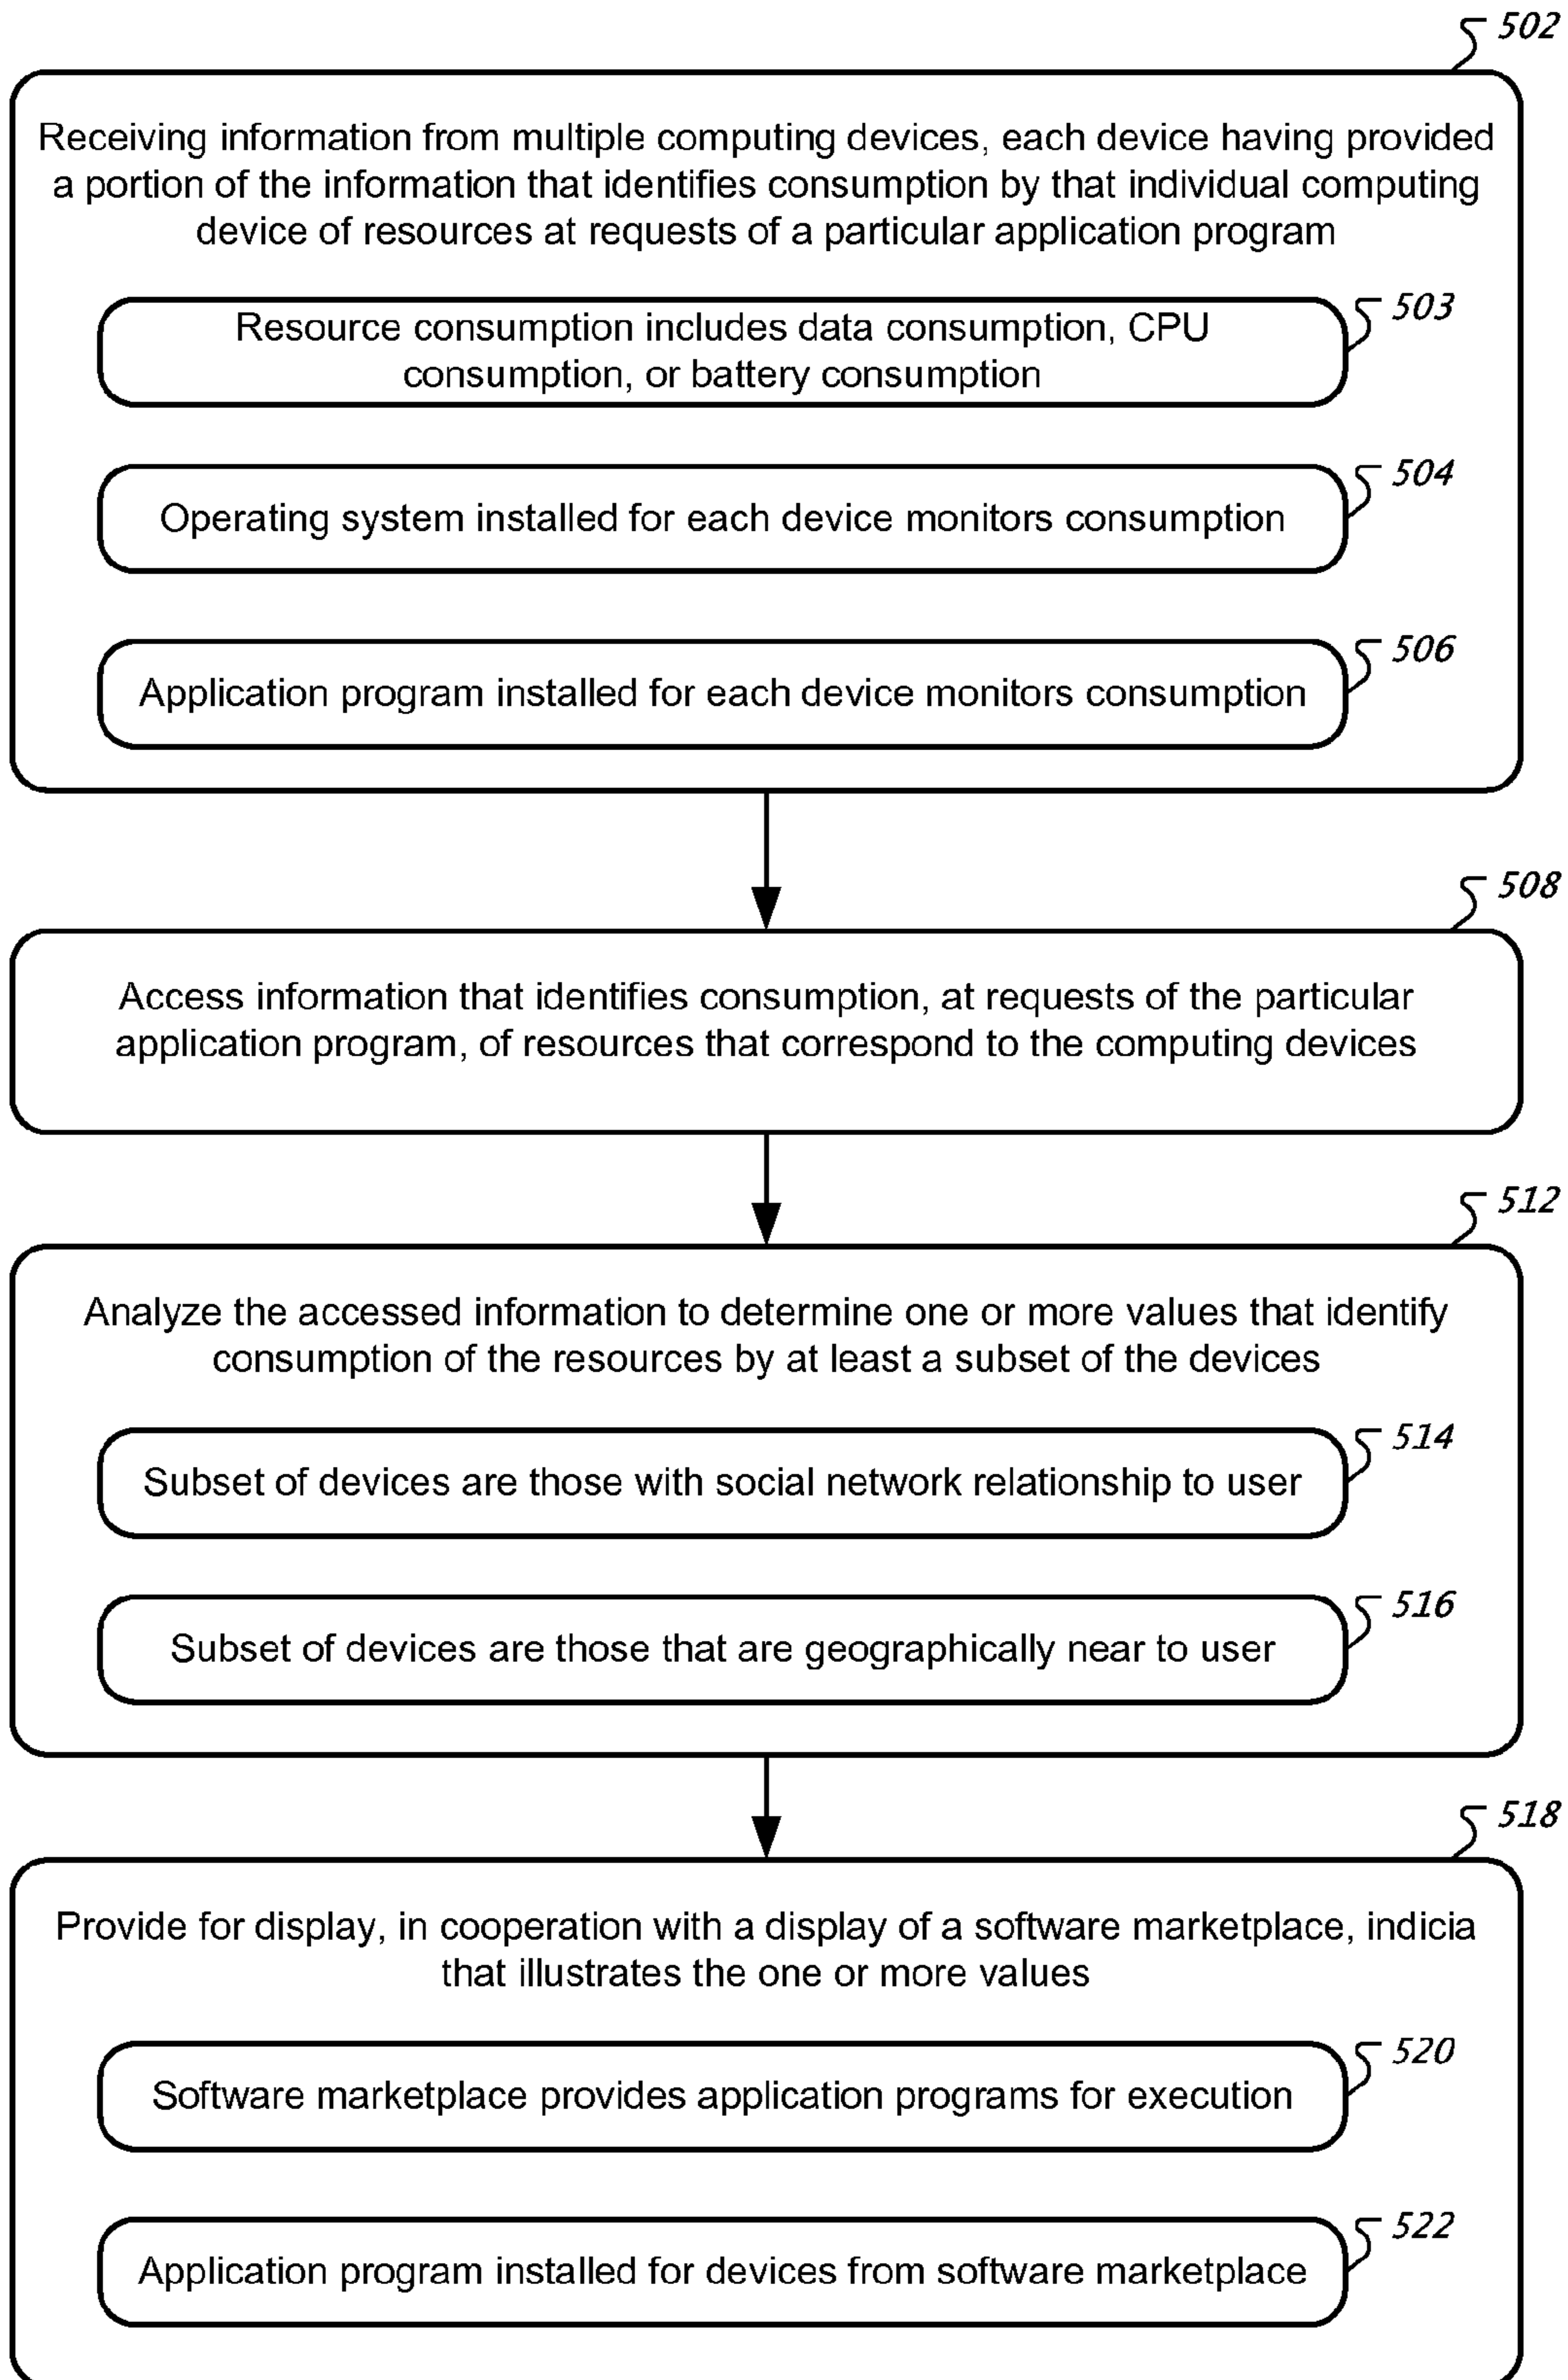 502
Receiving information from multiple computing devices, each device having provided
a portion of the information that identifies consumption by that individual computing
device of resources at requests of a particular application program
503
Resource consumption includes data consumption, CPU
consumption, or battery consumption
504
Operating system installed for each device monitors consumption
506
Application program installed for each device monitors consumption
508
Access information that identifies consumption, at requests of the particular
application program, of resources that correspond to the computing devices
512
Analyze the accessed information to determine one or more values that identify
consumption of the resources by at least a subset of the devices
514
Subset of devices are those with social network relationship to user
516
Subset of devices are those that are geographically near to user
518
Provide for display, in cooperation with a display of a software marketplace, indicia
that illustrates the one or more values
520
Software marketplace provides application programs for execution
522
Application program installed for devices from software marketplace